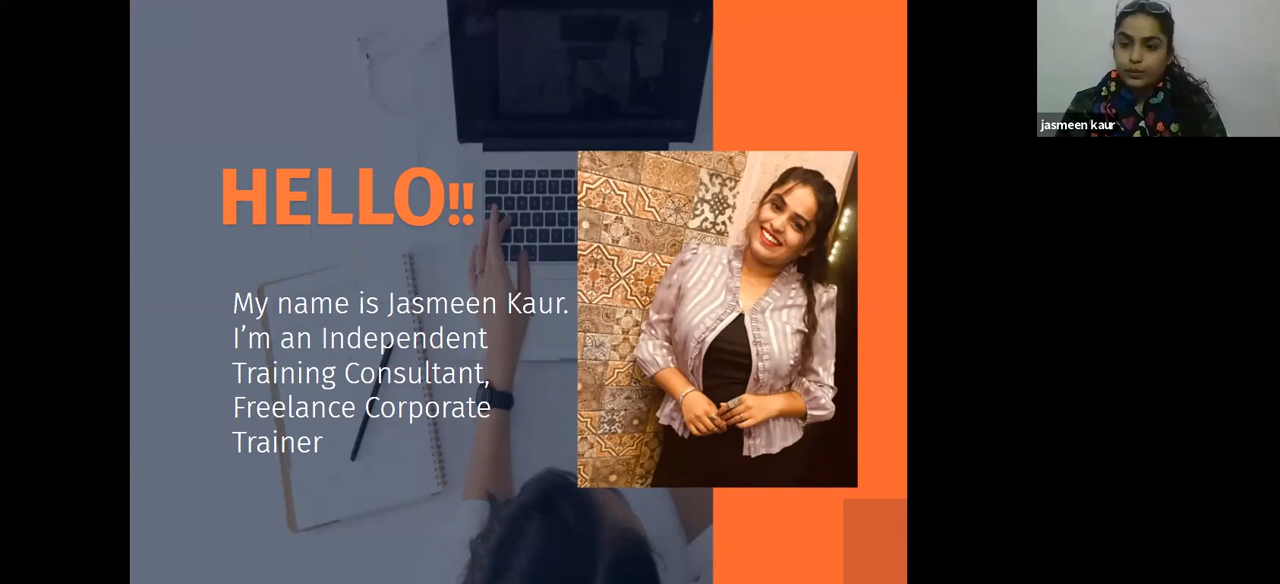 HELLO!!
My name is Jasmeen Kaur.
I’m an Independent
Training Consultant,
Freelance Corporate
Trainer
jasmeen kaur